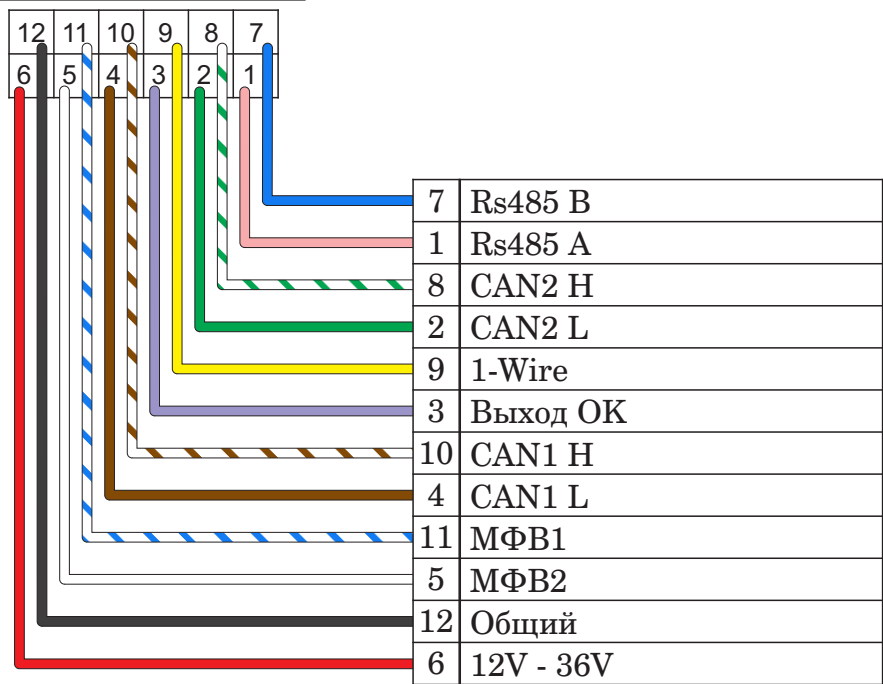 12 11 10 9 8 7
6 5 4 3 2 1
7 Rs485 B
1 Rs485 A
8 CAN2 H
2 CAN2 L
9 1-Wire
3 Выход ОК
10 CAN1 H
4 CAN1 L
11 МФВ1
5 МФВ2
12 Общий
6 12V - 36V